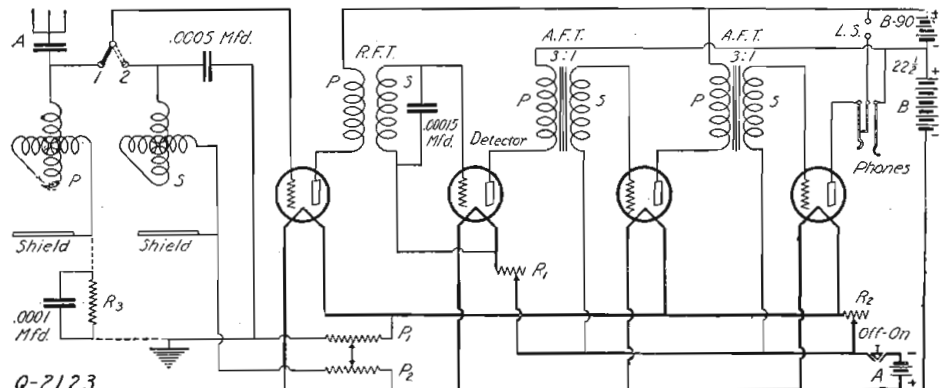 A
1
2
.0005 Mfd.
R.F.T.
P
S
.00015
Mfd.
Detector
A.F.T.
3:1
P
S
A.F.T.
3:1
P
S
L.S.
B-90
+
-
22½
+
B
-
Phones
P
S
Shield
Shield
R3
.0001
Mfd.
P1
P2
R1
R2
Off-On
+
A
-
Q-2123